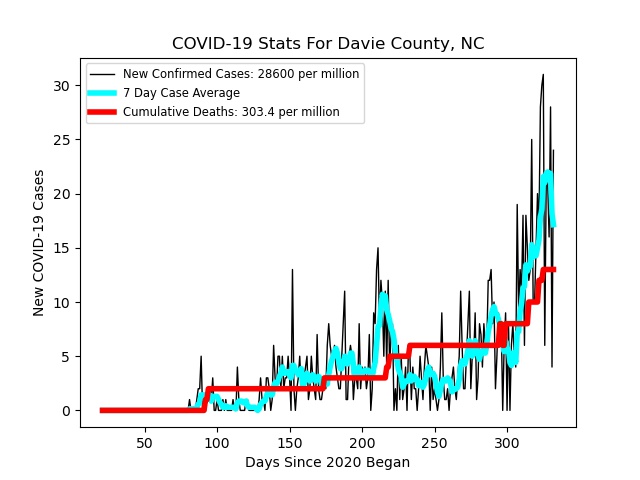 COVID-19 Stats For Davie County, NC
New Confirmed Cases: 28600 per million
7 Day Case Average
Cumulative Deaths: 303.4 per million
New COVID-19 Cases
30
25
20
15
10
5
0
50
100
150
200
250
300
Days Since 2020 Began